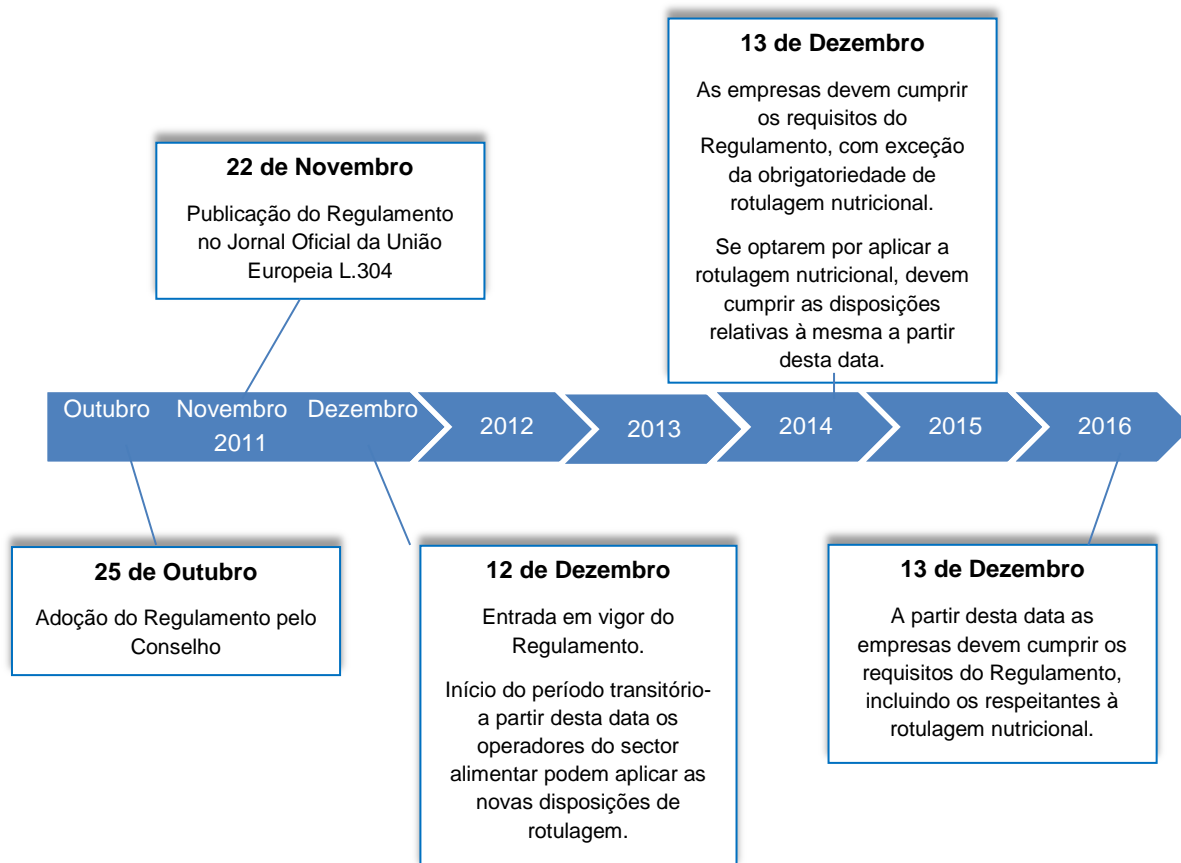 13 de Dezembro
As empresas devem cumprir
os requisitos do
Regulamento, com exceção
da obrigatoriedade de
rotulagem nutricional.
Se optarem por aplicar a
rotulagem nutricional, devem
cumprir as disposições
relativas à mesma a partir
desta data.
22 de Novembro
Publicação do Regulamento
no Jornal Oficial da União
Europeia L.304
Outubro Novembro Dezembro
2011
2012
2013
2014
2015
2016
25 de Outubro
Adoção do Regulamento pelo
Conselho
12 de Dezembro
Entrada em vigor do
Regulamento.
Início do período transitório-
a partir desta data os
operadores do sector
alimentar podem aplicar as
novas disposições de
rotulagem.
13 de Dezembro
A partir desta data as
empresas devem cumprir os
requisitos do Regulamento,
incluindo os respeitantes à
rotulagem nutricional.